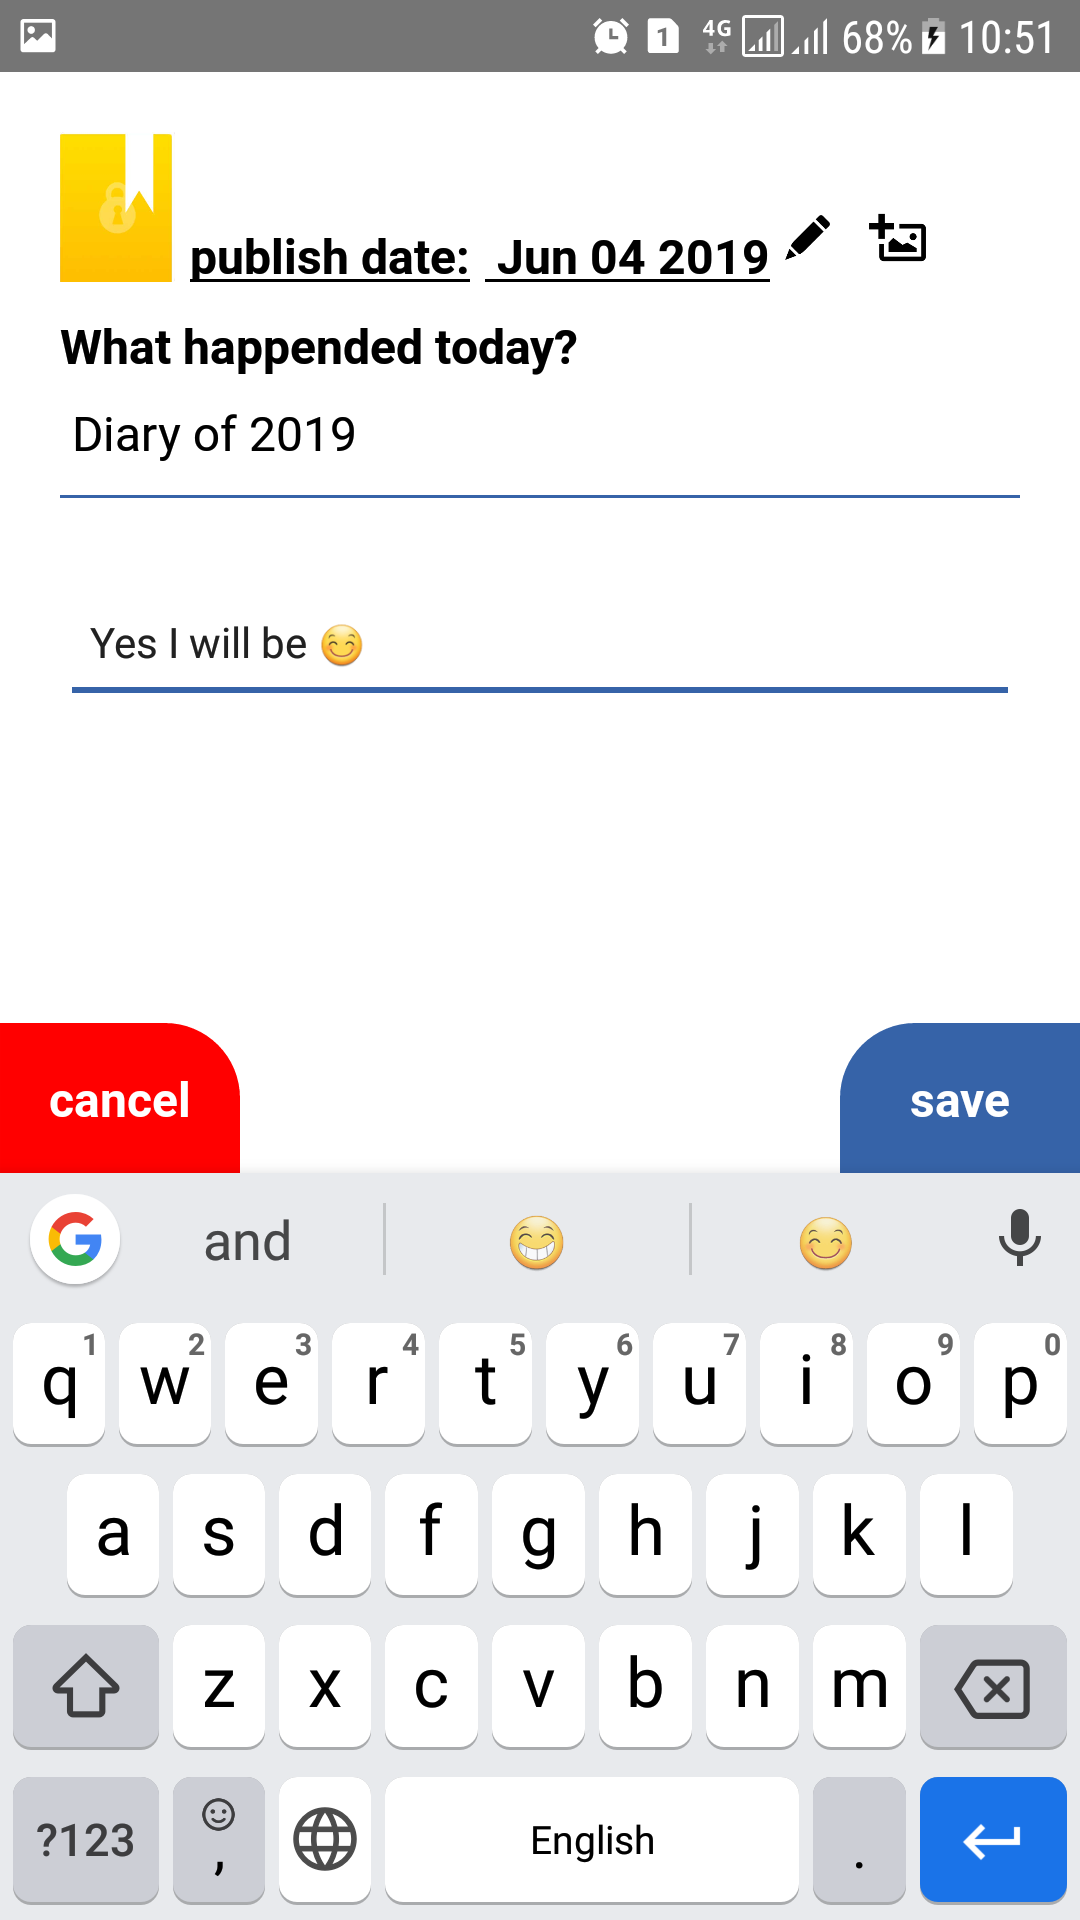 1 4G 68% 10:51
publish date: Jun 04 2019
What happended today?
Diary of 2019
Yes I will be 😊
cancel save
G and 😁 😊
1 2 3 4 5 6 7 8 9 0
q w e r t y u i o p
a s d f g h j k l
z x c v b n m
?123 , English .